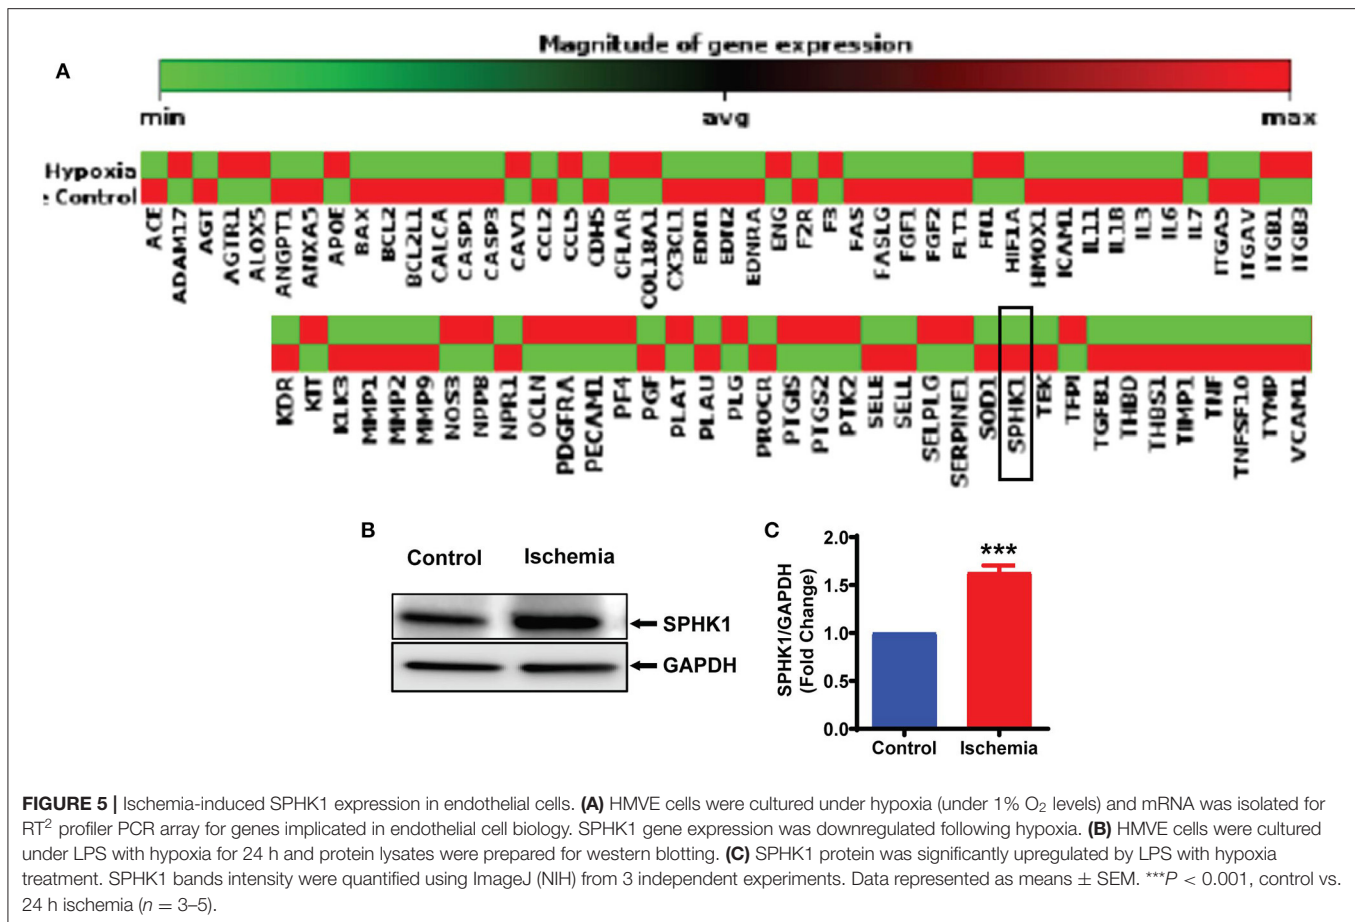 Magnitude of gene expression
A
min avg max
Hypoxia
e Control
ACE ADAM17 AGT AGTR1 ALOX5 ANGPT1 ANXA5 APOE BAX BCL2 BCL2L1 CALCA CASP1 CASP3 CAV1 CCL2 CCL5 CDH5 CFLAR COL18A1 CX3CL1 EDN1 EDN2 EDNRA ENG F2R F3 FAS FASLG FGF1 FGF2 FLT1 FN1 HIF1A HMOX1 ICAM1 IL11 IL1B IL3 IL6 IL7 ITGA5 ITGAV ITGB1 ITGB3
KDR KIT KLK3 MMP1 MMP2 MMP9 NOS3 NPPB NPR1 OCLN PDGFRA PECAM1 PF4 PGF PLAT PLAU PLG PROCR PTGIS PTGS2 PTK2 SELE SELL SELPLG SERPINE1 SOD1 SPHK1 TEK TFPI TGFB1 THBD THBS1 TIMP1 TNF TNFSF10 TYMP VCAM1
B
Control Ischemia
SPHK1
GAPDH
C
SPHK1/GAPDH
(Fold Change)
2.0
1.5
1.0
0.5
0.0
***
Control Ischemia
FIGURE 5 | Ischemia-induced SPHK1 expression in endothelial cells. (A) HMVE cells were cultured under hypoxia (under 1% O2 levels) and mRNA was isolated for
RT2 profiler PCR array for genes implicated in endothelial cell biology. SPHK1 gene expression was downregulated following hypoxia. (B) HMVE cells were cultured
under LPS with hypoxia for 24 h and protein lysates were prepared for western blotting. (C) SPHK1 protein was significantly upregulated by LPS with hypoxia
treatment. SPHK1 bands intensity were quantified using ImageJ (NIH) from 3 independent experiments. Data represented as means ± SEM. ***P < 0.001, control vs.
24 h ischemia (n = 3–5).